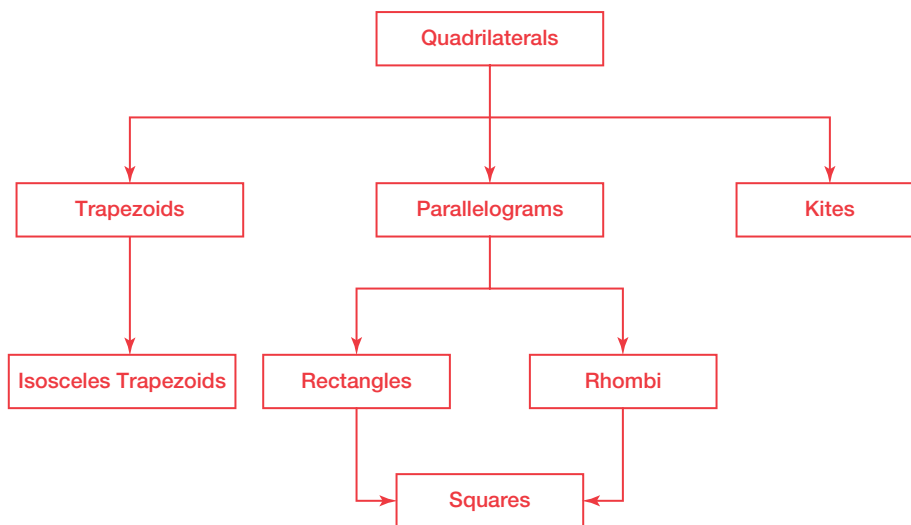 Quadrilaterals
Trapezoids
Parallelograms
Kites
Isosceles Trapezoids
Rectangles
Rhombi
Squares